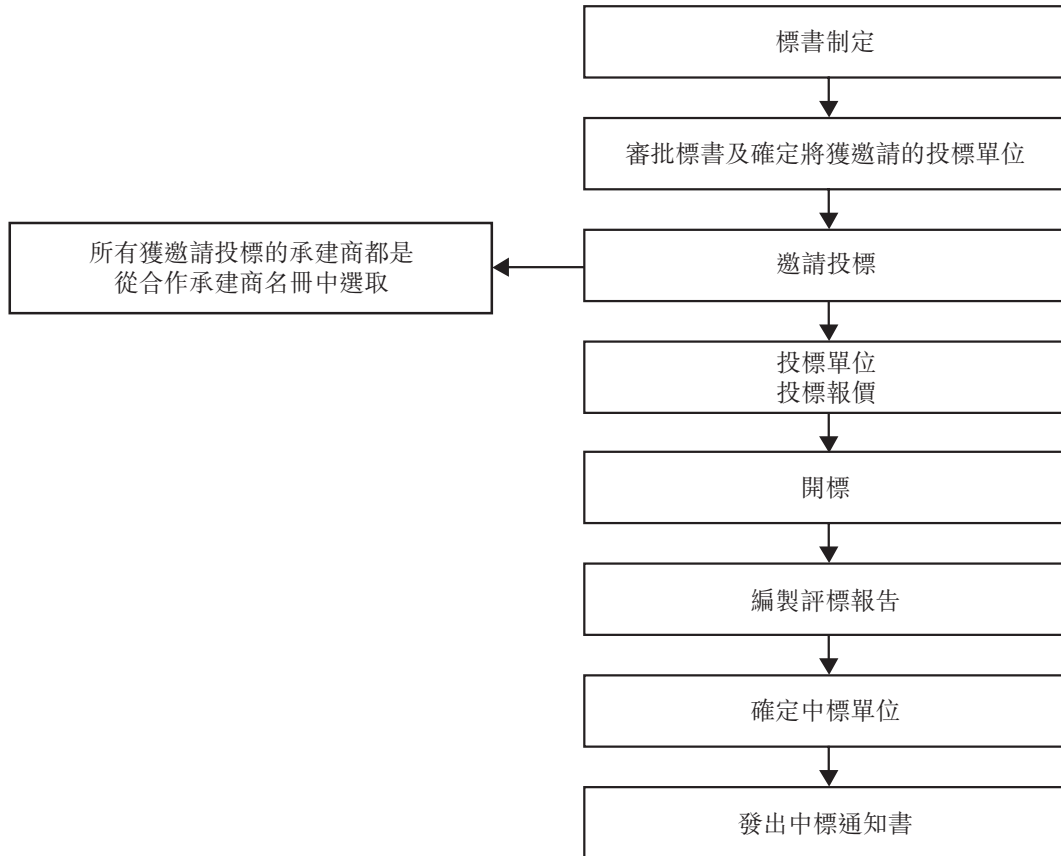 標書制定
審批標書及確定將獲邀請的投標單位
所有獲邀請投標的承建商都是
從合作承建商名冊中選取
邀請投標
投標單位
投標報價
開標
編製評標報告
確定中標單位
發出中標通知書